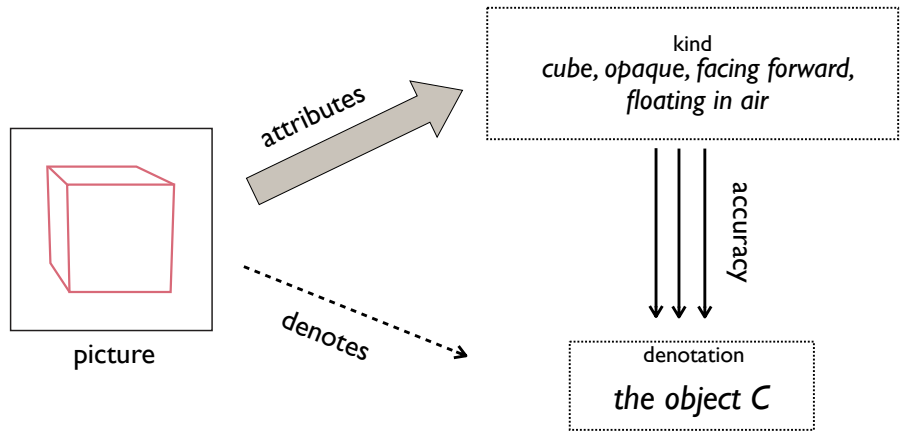 kind
cube, opaque, facing forward,
floating in air
attributes
picture
denotes
accuracy
denotation
the object C